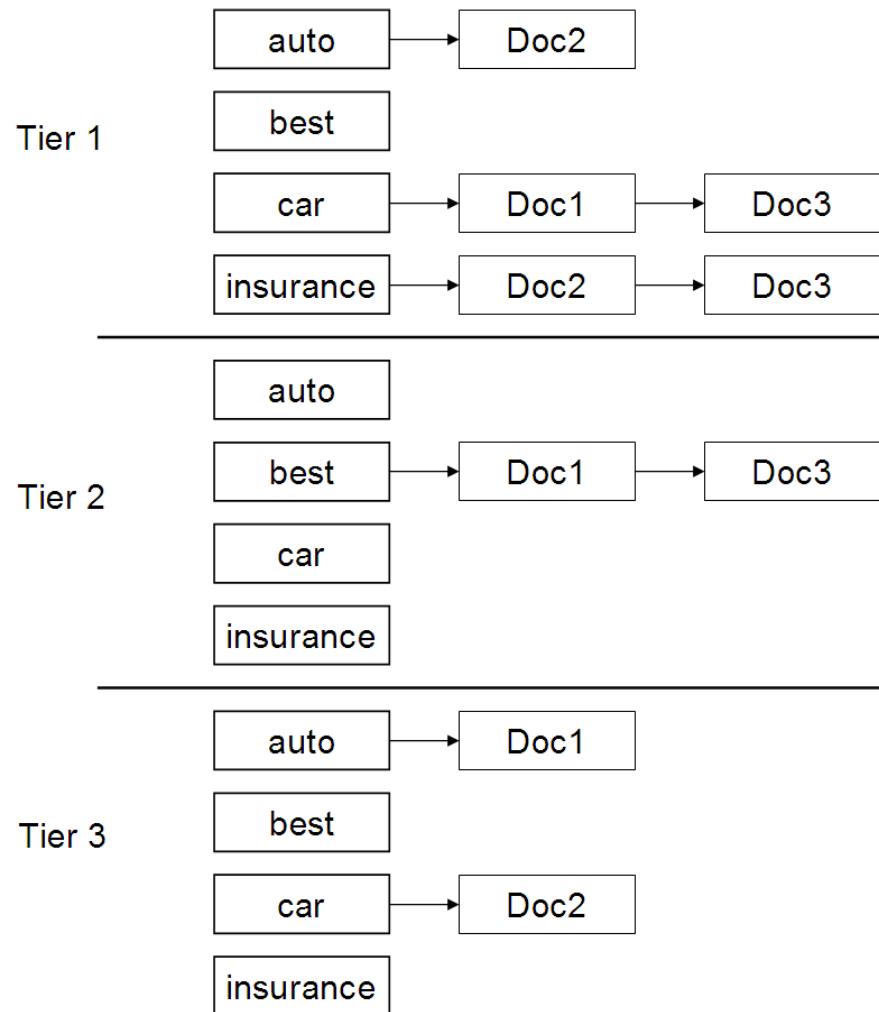 auto Doc2
Tier 1
best
car Doc1 Doc3
insurance Doc2 Doc3
auto
best Doc1 Doc3
Tier 2
car
insurance
auto Doc1
best
Tier 3
car Doc2
insurance